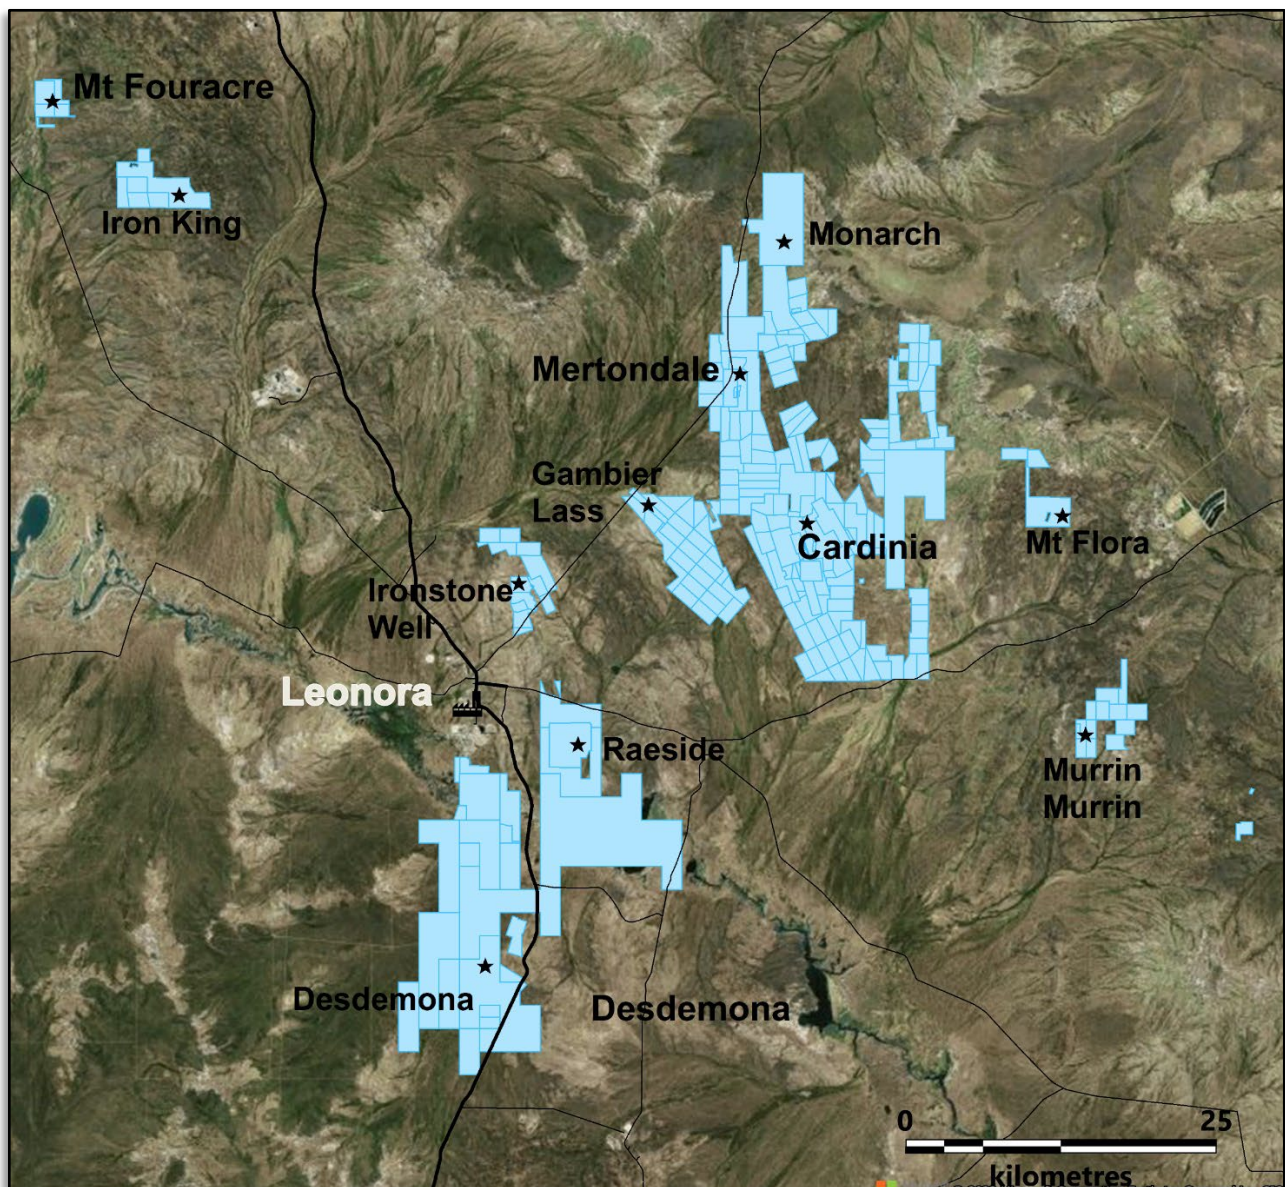 Mt Fouracre
Iron King
Monarch
Mertondale
Gambier
Lass
Cardinia
Mt Flora
Ironstone
Well
Leonora
Raeside
Murrin
Murrin
Desdemona
Desdemona
0 25
kilometres